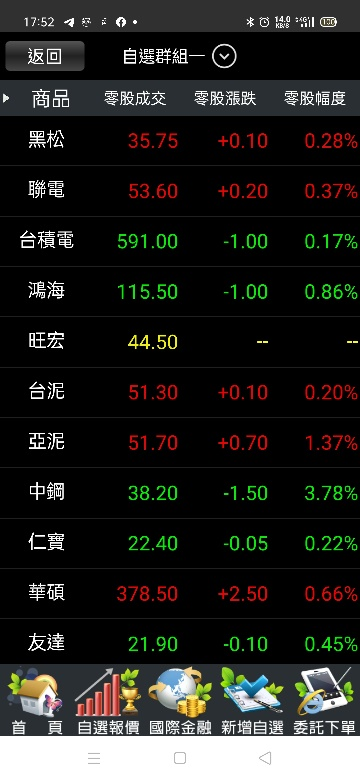 17:52 14.0 KB/S 100
返回 自選群組一
商品 零股成交 零股漲跌 零股幅度
黑松 35.75 +0.10 0.28%
聯電 53.60 +0.20 0.37%
台積電 591.00 -1.00 0.17%
鴻海 115.50 -1.00 0.86%
旺宏 44.50 -- --
台泥 51.30 +0.10 0.20%
亞泥 51.70 +0.70 1.37%
中鋼 38.20 -1.50 3.78%
仁寶 22.40 -0.05 0.22%
華碩 378.50 +2.50 0.66%
友達 21.90 -0.10 0.45%
首頁 自選報價 國際金融 新增自選 委託下單